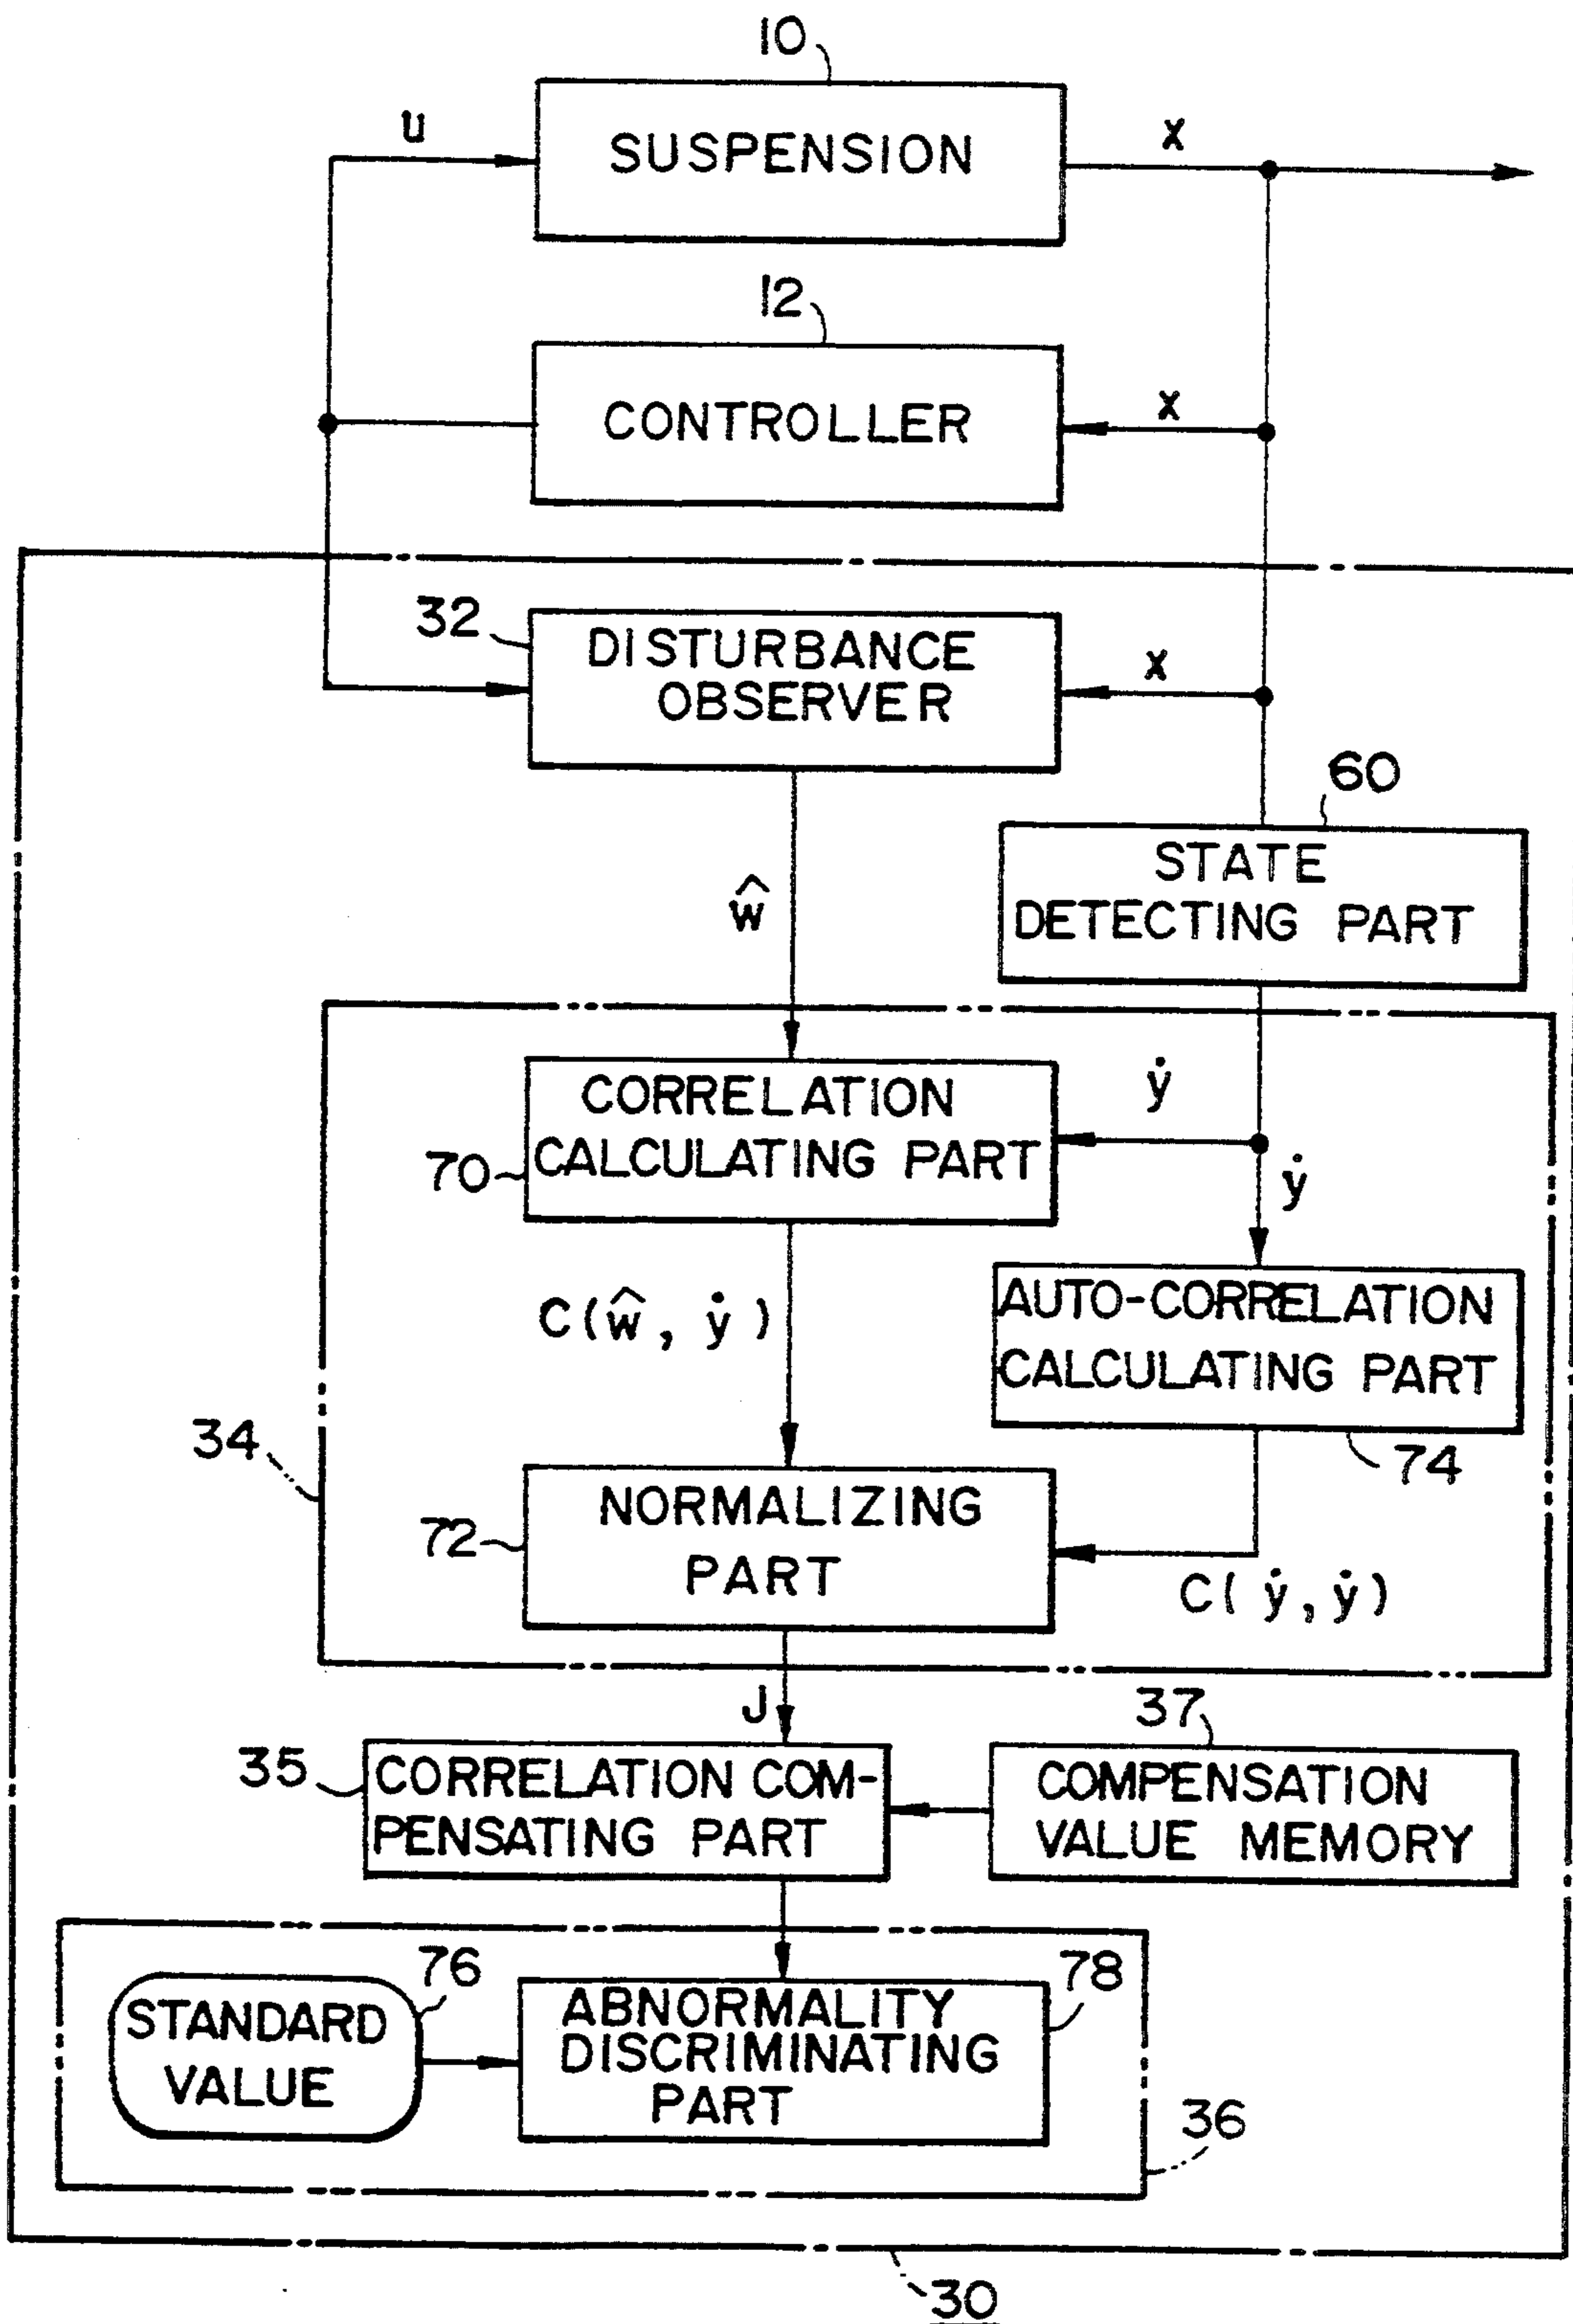 10
u
SUSPENSION
x
12
CONTROLLER
x
32
DISTURBANCE
OBSERVER
x
60
STATE
DETECTING PART
ŵ
CORRELATION
CALCULATING PART
70
ẏ
ẏ
C(ŵ, ẏ)
AUTO-CORRELATION
CALCULATING PART
74
34
NORMALIZING
PART
72
C(ẏ, ẏ)
J
37
35
CORRELATION COM-
PENSATING PART
COMPENSATION
VALUE MEMORY
76
78
STANDARD
VALUE
ABNORMALITY
DISCRIMINATING
PART
36
30